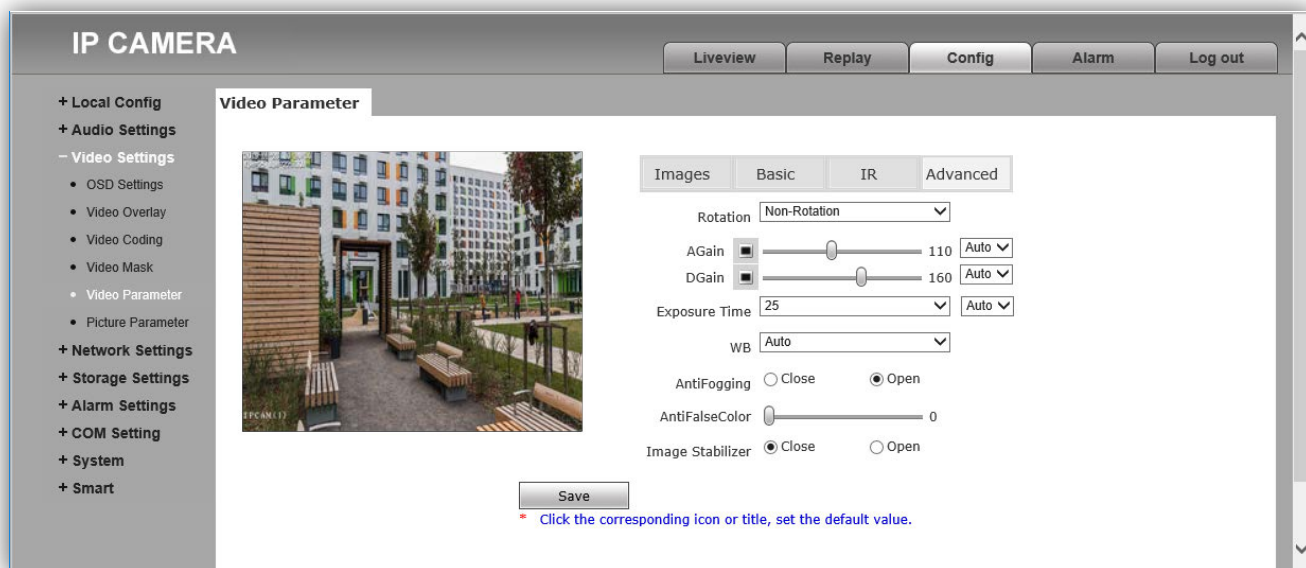 IP CAMERA
Liveview Replay Config Alarm Log out
+ Local Config
+ Audio Settings
− Video Settings
• OSD Settings
• Video Overlay
• Video Coding
• Video Mask
• Video Parameter
• Picture Parameter
+ Network Settings
+ Storage Settings
+ Alarm Settings
+ COM Setting
+ System
+ Smart
Video Parameter
IPCAM(1)
Images Basic IR Advanced
Rotation Non-Rotation
AGain 110 Auto
DGain 160 Auto
Exposure Time 25 Auto
WB Auto
AntiFogging Close Open
AntiFalseColor 0
Image Stabilizer Close Open
Save
* Click the corresponding icon or title, set the default value.